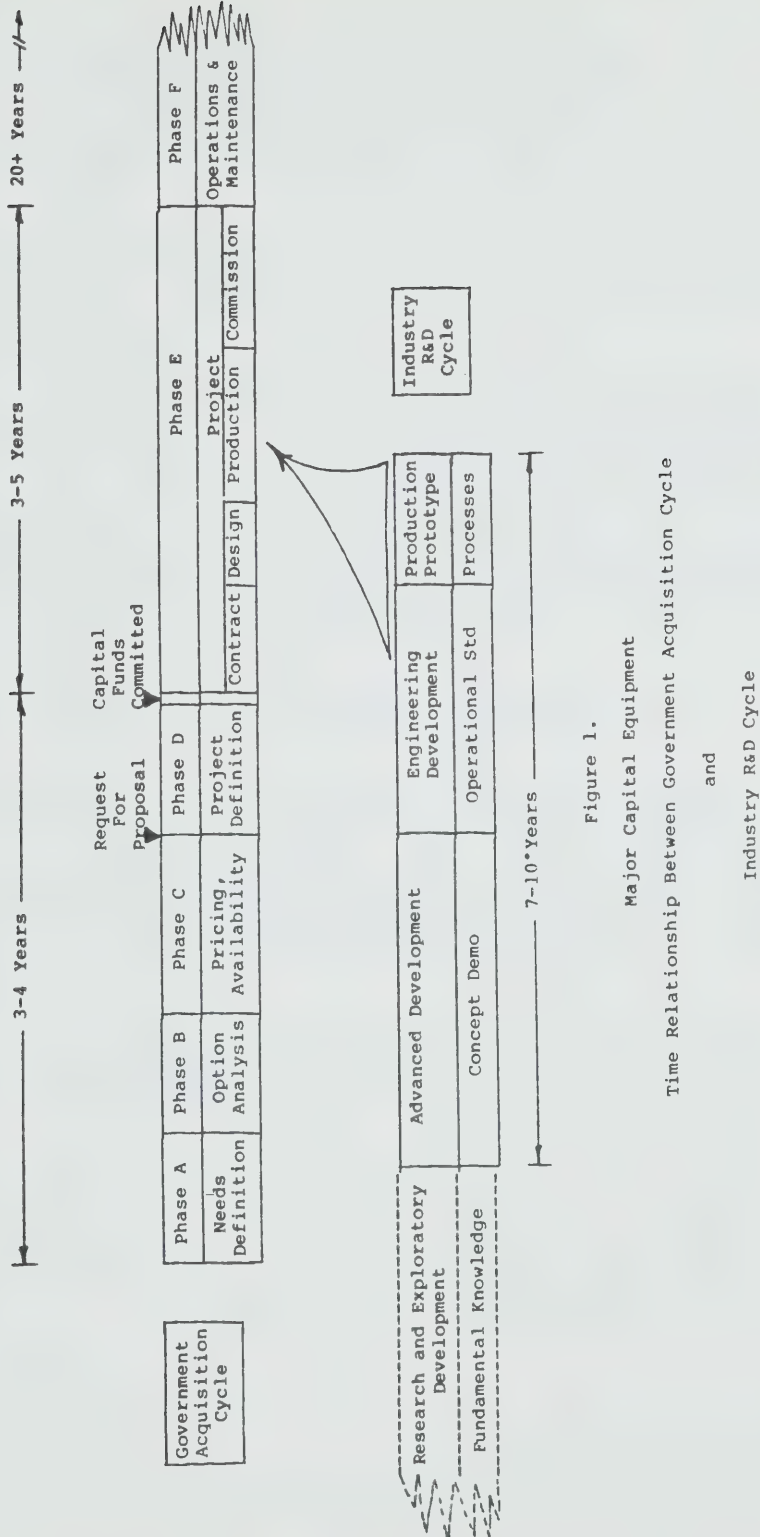 3-4 Years
3-5 Years
20+ Years
Request
For
Proposal
Capital
Funds
Committed
Government
Acquisition
Cycle
Phase A
Phase B
Phase C
Phase D
Phase E
Phase F
Needs
Definition
Option
Analysis
Pricing,
Availability
Project
Definition
Project
Contract
Design
Production
Commission
Operations &
Maintenance
Research and Exploratory
Development
Fundamental Knowledge
Advanced Development
Concept Demo
Engineering
Development
Operational Std
Production
Prototype
Processes
Industry
R&D
Cycle
7-10 Years
Figure 1.
Major Capital Equipment
Time Relationship Between Government Acquisition Cycle
and
Industry R&D Cycle